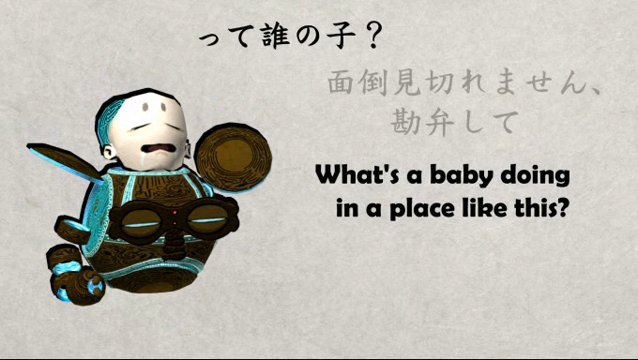 って誰の子？
面倒見切れません、
勘弁して
What's a baby doing
in a place like this?